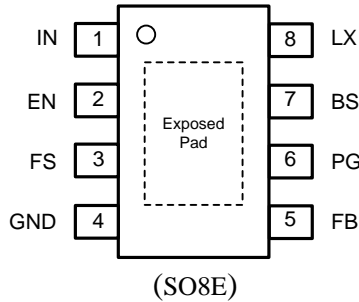 IN 1 8 LX
EN 2 7 BS
Exposed
Pad
FS 3 6 PG
GND 4 5 FB
(SO8E)